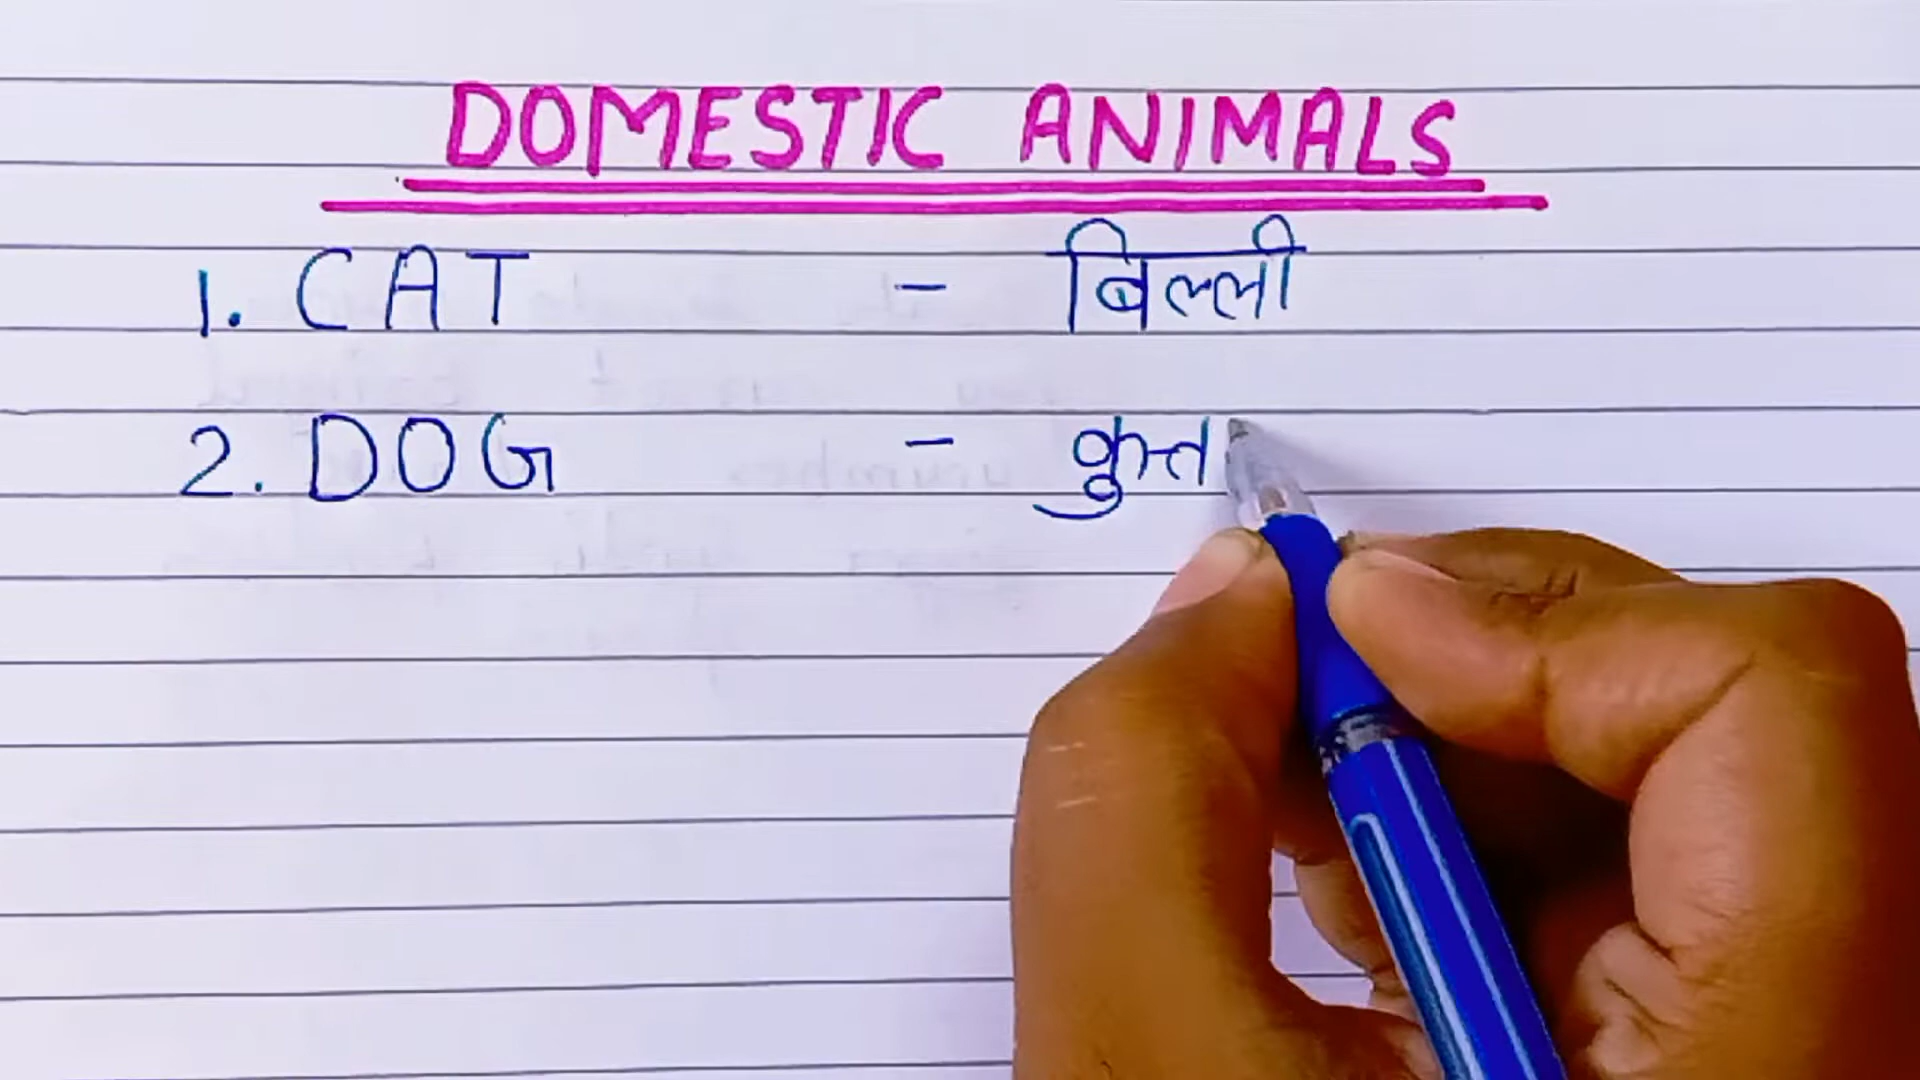 DOMESTIC ANIMALS
1. CAT - बिल्ली
2. DOG - कुत्त